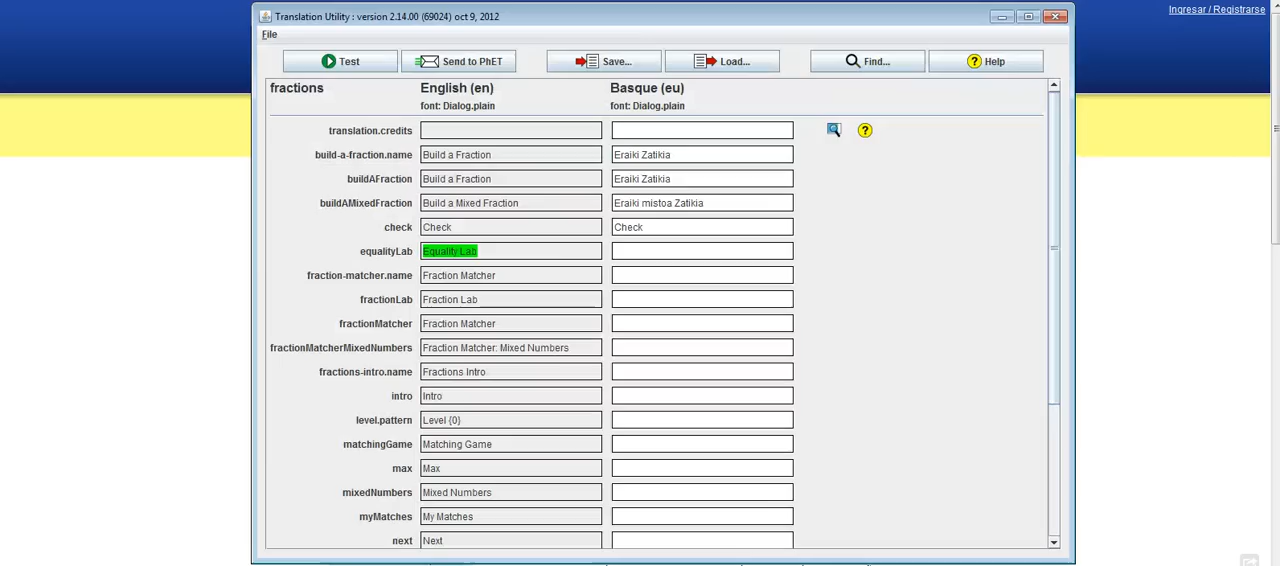 Ingresar / Registrarse
Translation Utility : version 2.14.00 (69024) oct 9, 2012
File
Test Send to PhET Save... Load... Find... ? Help
fractions English (en) Basque (eu)
font: Dialog.plain font: Dialog.plain
translation.credits ?
build-a-fraction.name Build a Fraction Eraiki Zatikia
buildAFraction Build a Fraction Eraiki Zatikia
buildAMixedFraction Build a Mixed Fraction Eraiki mistoa Zatikia
check Check Check
equalityLab Equality Lab
fraction-matcher.name Fraction Matcher
fractionLab Fraction Lab
fractionMatcher Fraction Matcher
fractionMatcherMixedNumbers Fraction Matcher: Mixed Numbers
fractions-intro.name Fractions Intro
intro Intro
level.pattern Level {0}
matchingGame Matching Game
max Max
mixedNumbers Mixed Numbers
myMatches My Matches
next Next